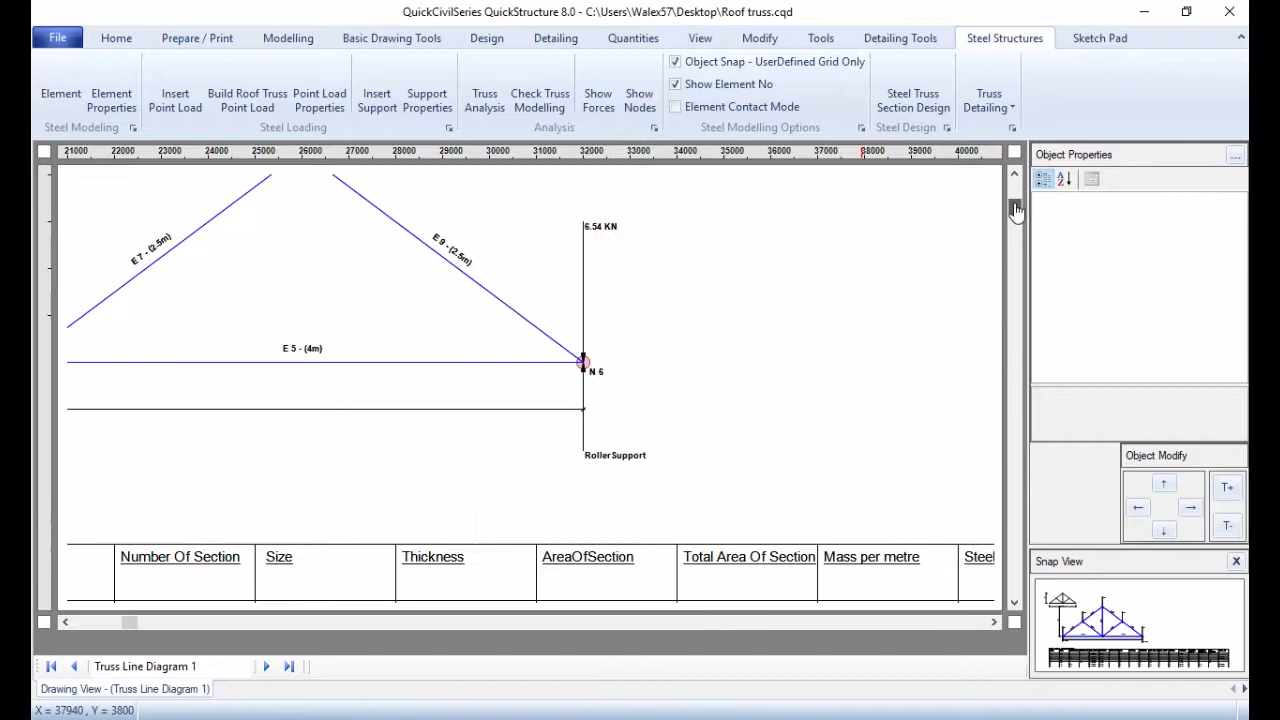 QuickCivilSeries QuickStructure 8.0 - C:\Users\Walex57\Desktop\Roof truss.cqd
File Home Prepare / Print Modelling Basic Drawing Tools Design Detailing Quantities View Modify Tools Detailing Tools Steel Structures Sketch Pad
Element
Element Properties
Steel Modeling
Insert Point Load
Build Roof Truss Point Load
Point Load Properties
Insert Support
Support Properties
Steel Loading
Truss Analysis
Check Truss Modelling
Show Forces
Show Nodes
Analysis
Object Snap - UserDefined Grid Only
Show Element No
Element Contact Mode
Steel Modelling Options
Steel Truss Section Design
Steel Design
Truss Detailing
21000 22000 23000 24000 25000 26000 27000 28000 29000 30000 31000 32000 33000 34000 35000 36000 37000 38000 39000 40000
Object Properties
...
6.54 KN
E 7 - (2.5m)
E 9 - (2.5m)
E 5 - (4m)
N 6
RollerSupport
Object Modify
T+
T-
Number Of Section Size Thickness AreaOfSection Total Area Of Section Mass per metre Steel
Snap View
Truss Line Diagram 1
Drawing View - (Truss Line Diagram 1)
X = 37940 , Y = 3800